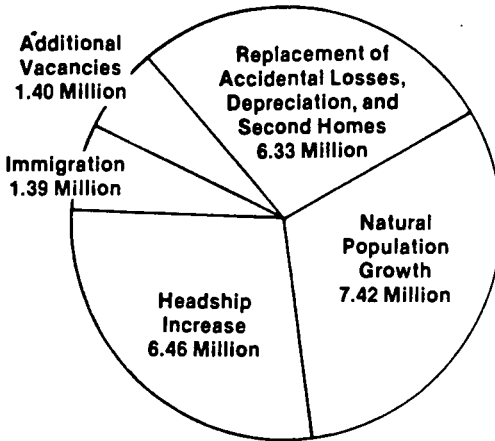 Additional
Vacancies
1.40 Million
Replacement of
Accidental Losses,
Depreciation, and
Second Homes
6.33 Million
Immigration
1.39 Million
Natural
Population
Growth
7.42 Million
Headship
Increase
6.46 Million